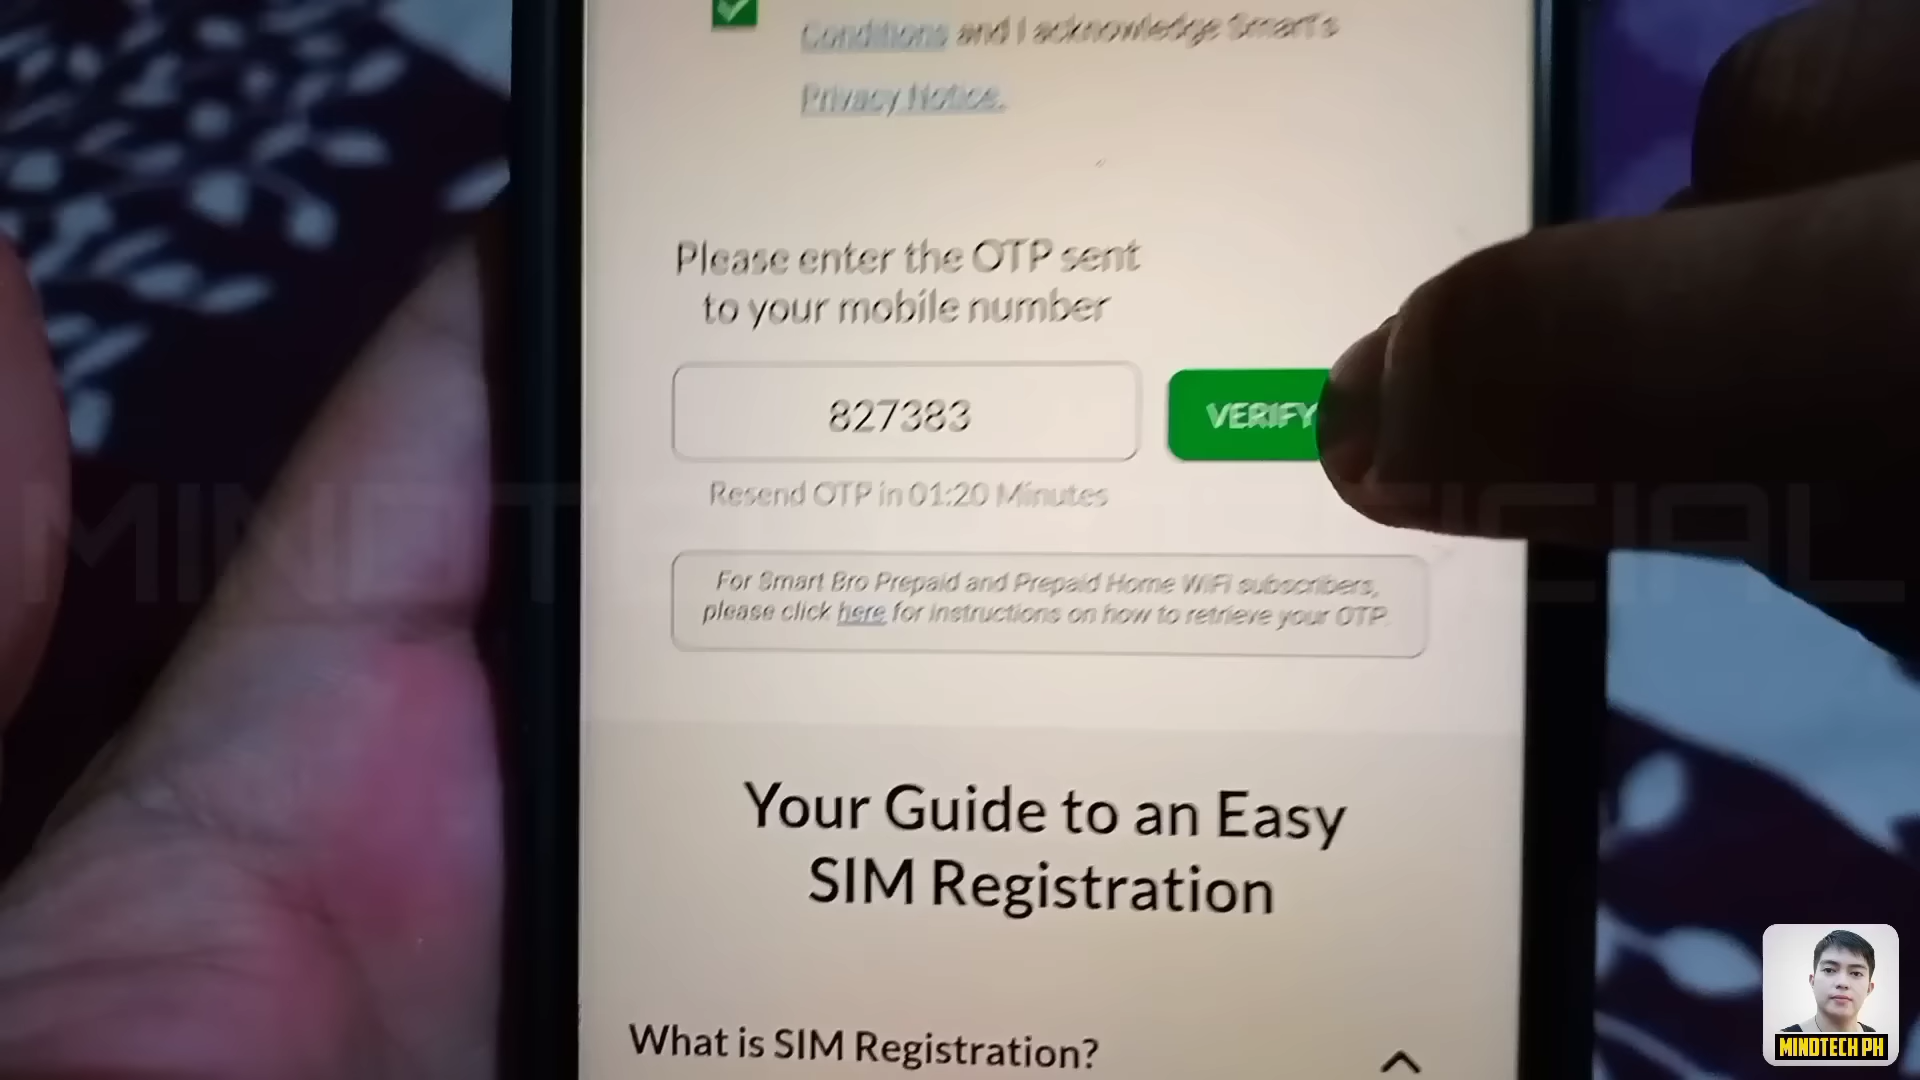 Conditions and I acknowledge Smart's
Privacy Notice.
Please enter the OTP sent
to your mobile number
827383
VERIFY
Resend OTP in 01:20 Minutes
For Smart Bro Prepaid and Prepaid Home WiFi subscribers,
please click here for instructions on how to retrieve your OTP.
Your Guide to an Easy
SIM Registration
What is SIM Registration?
MINDTECH PH